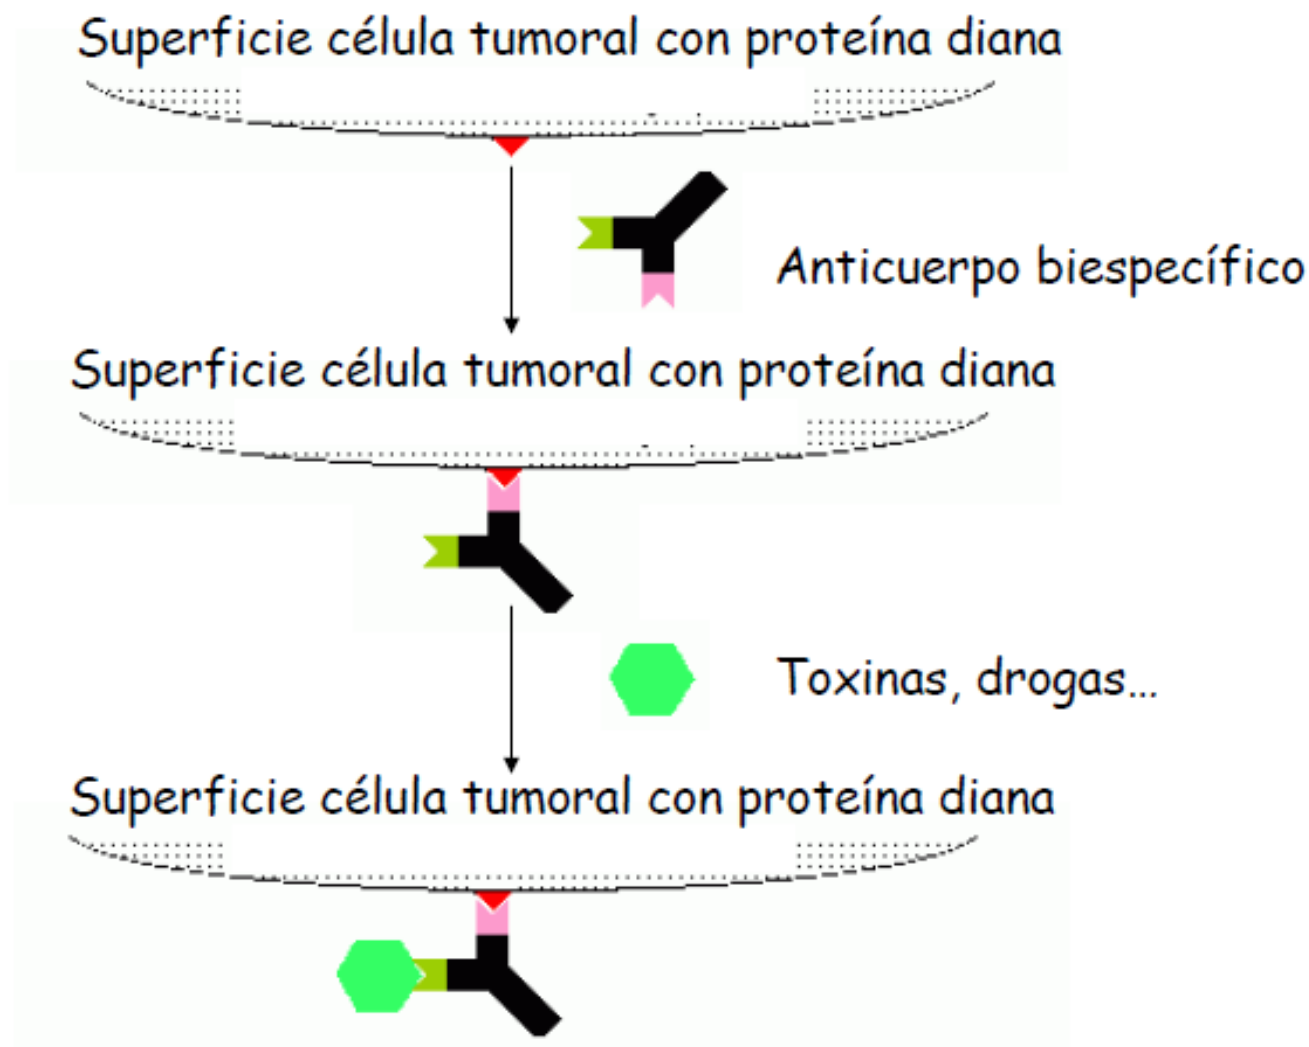 Superficie célula tumoral con proteína diana
Anticuerpo biespecífico
Superficie célula tumoral con proteína diana
Toxinas, drogas...
Superficie célula tumoral con proteína diana